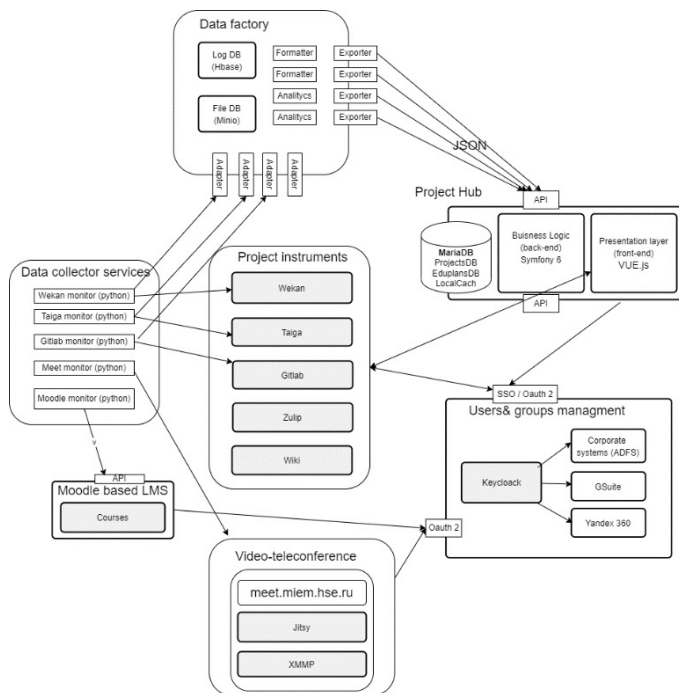 Data factory
Log DB
(Hbase)
File DB
(Minio)
Formatter
Exporter
Formatter
Exporter
Analitycs
Exporter
Analitycs
Exporter
Adapter
Adapter
Adapter
Adapter
JSON
Project Hub
API
MariaDB
ProjectsDB
EduplansDB
LocalCach
Buisness Logic
(back-end)
Symfony 6
Presentation layer
(front-end)
VUE.js
API
Data collector services
Wekan monitor (python)
Taiga monitor (python)
Gitlab monitor (python)
Meet monitor (python)
Moodle monitor (python)
Project instruments
Wekan
Taiga
Gitlab
Zulip
Wiki
SSO / Oauth 2
Users& groups managment
Keycloack
Corporate
systems (ADFS)
GSuite
Yandex 360
v
API
Moodle based LMS
Courses
Oauth 2
Video-teleconference
meet.miem.hse.ru
Jitsy
XMMP